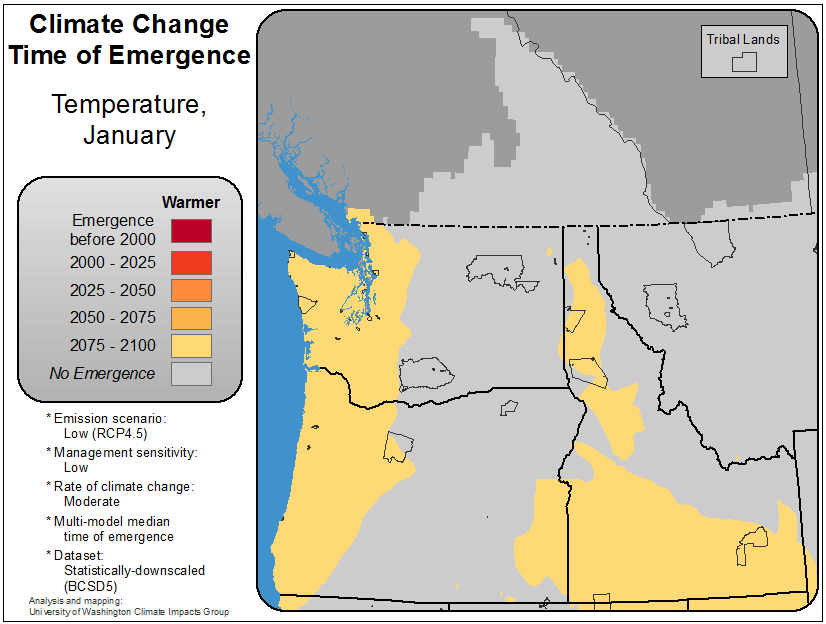 Climate Change
Time of Emergence
Temperature,
January
Warmer
Emergence
before 2000
2000 - 2025
2025 - 2050
2050 - 2075
2075 - 2100
No Emergence
* Emission scenario:
Low (RCP4.5)
* Management sensitivity:
Low
* Rate of climate change:
Moderate
* Multi-model median
time of emergence
* Dataset:
Statistically-downscaled
(BCSD5)
Analysis and mapping:
University of Washington Climate Impacts Group
Tribal Lands